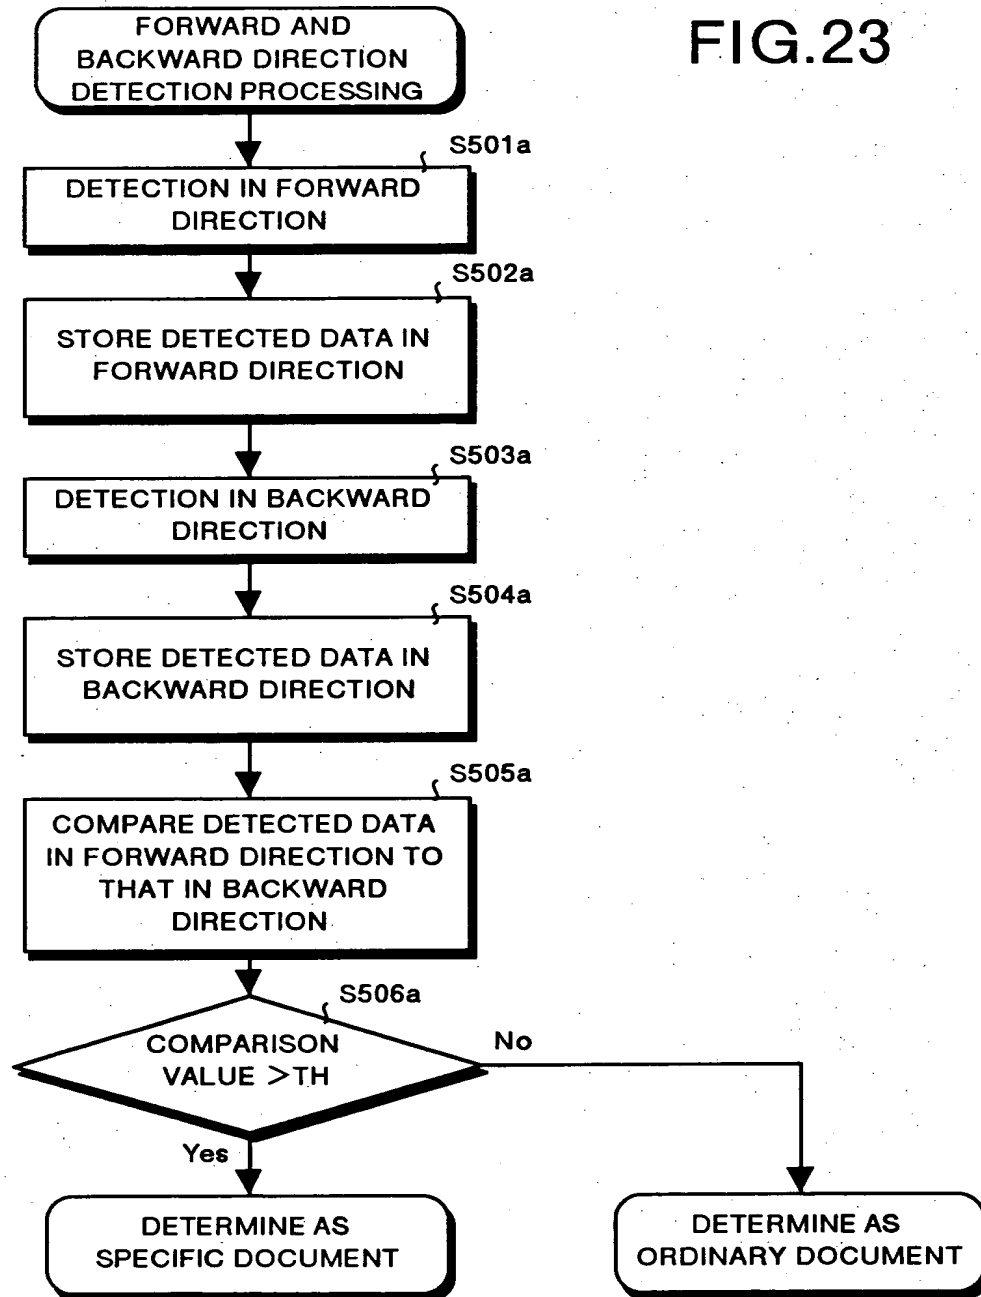 FIG.23
FORWARD AND
BACKWARD DIRECTION
DETECTION PROCESSING
S501a
DETECTION IN FORWARD
DIRECTION
S502a
STORE DETECTED DATA IN
FORWARD DIRECTION
S503a
DETECTION IN BACKWARD
DIRECTION
S504a
STORE DETECTED DATA IN
BACKWARD DIRECTION
S505a
COMPARE DETECTED DATA
IN FORWARD DIRECTION TO
THAT IN BACKWARD
DIRECTION
S506a
COMPARISON
VALUE >TH
No
Yes
DETERMINE AS
SPECIFIC DOCUMENT
DETERMINE AS
ORDINARY DOCUMENT